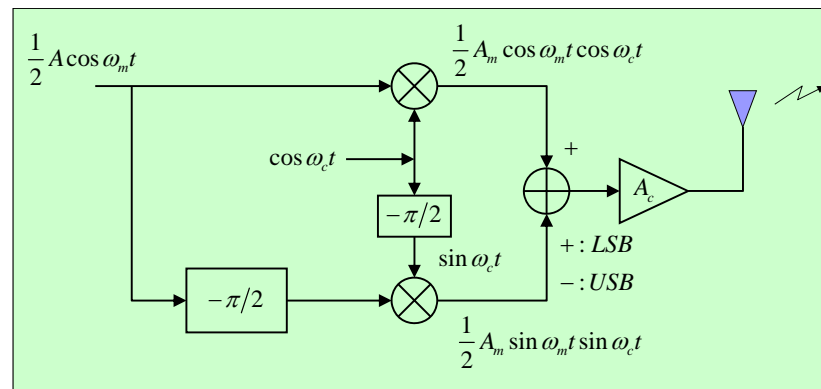 1/2 A cos ω_m t
1/2 A_m cos ω_m t cos ω_c t
cos ω_c t
+
A_c
−π/2
+ : LSB
sin ω_c t
− : USB
−π/2
1/2 A_m sin ω_m t sin ω_c t